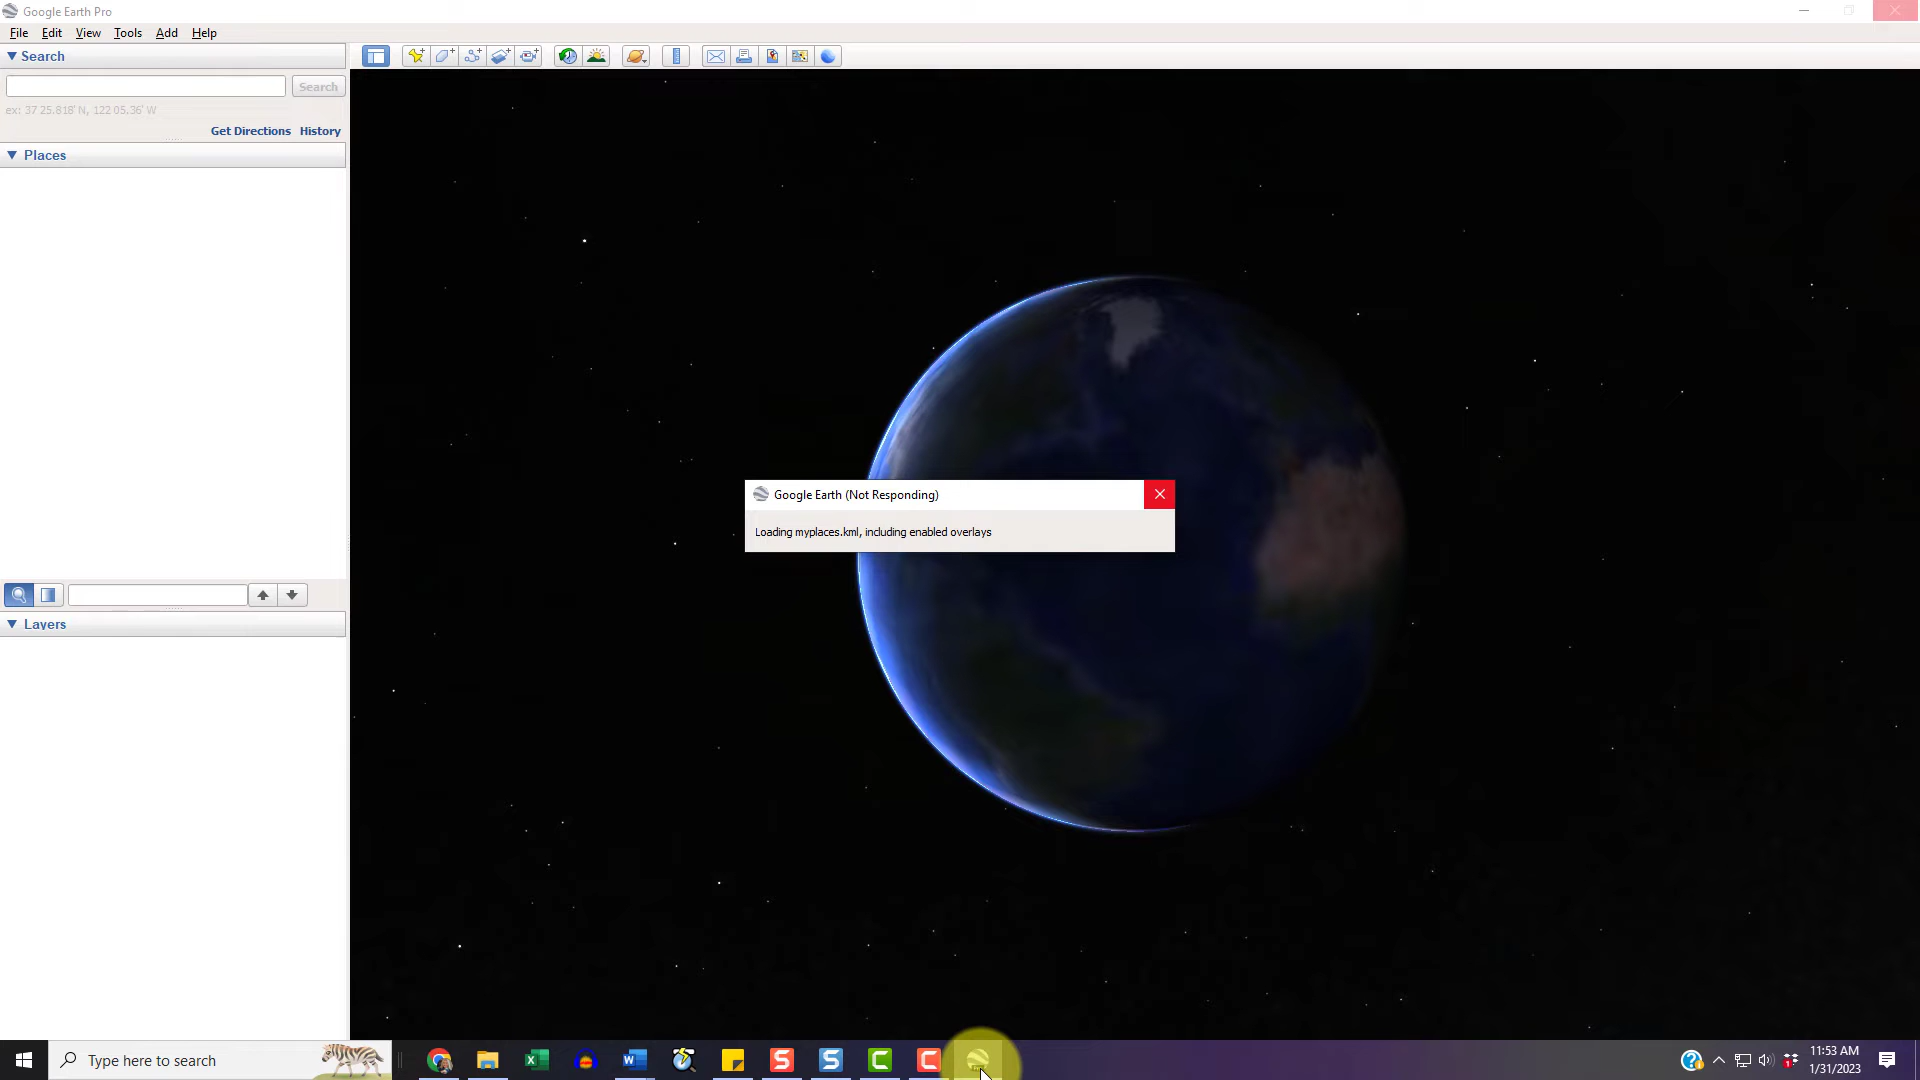 Google Earth Pro
File Edit View Tools Add Help
Search
Search
ex: 37 25.818' N, 122 05.36' W
Get Directions History
Places
Google Earth (Not Responding)
Loading myplaces.kml, including enabled overlays
Layers
Type here to search
11:53 AM
1/31/2023